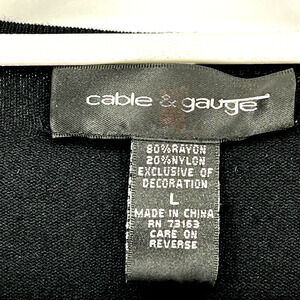 cable & gauge
80%RAYON
20%NYLON
EXCLUSIVE OF
DECORATION
L
MADE IN CHINA
RN 73163
CARE ON
REVERSE